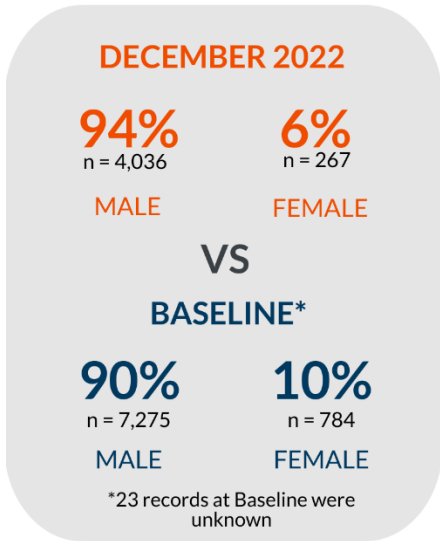 DECEMBER 2022
94% 6%
n = 4,036 n = 267
MALE FEMALE
VS
BASELINE*
90% 10%
n = 7,275 n = 784
MALE FEMALE
*23 records at Baseline were
unknown